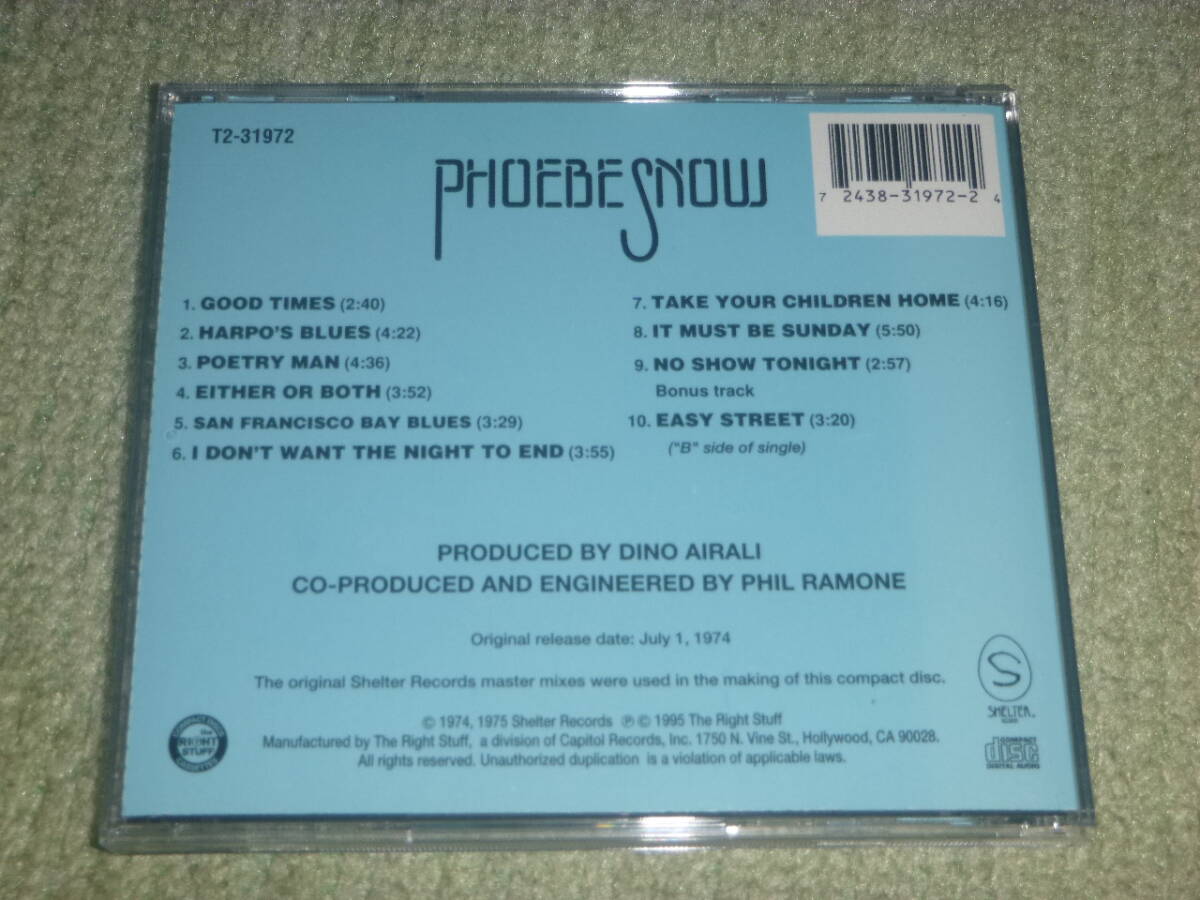 T2-31972
PHOEBE SNOW
7 2438-31972-2 4
1. GOOD TIMES (2:40)
2. HARPO'S BLUES (4:22)
3. POETRY MAN (4:36)
4. EITHER OR BOTH (3:52)
5. SAN FRANCISCO BAY BLUES (3:29)
6. I DON'T WANT THE NIGHT TO END (3:55)
7. TAKE YOUR CHILDREN HOME (4:16)
8. IT MUST BE SUNDAY (5:50)
9. NO SHOW TONIGHT (2:57)
Bonus track
10. EASY STREET (3:20)
("B" side of single)
PRODUCED BY DINO AIRALI
CO-PRODUCED AND ENGINEERED BY PHIL RAMONE
Original release date: July 1, 1974
The original Shelter Records master mixes were used in the making of this compact disc.
© 1974, 1975 Shelter Records ℗ © 1995 The Right Stuff
Manufactured by The Right Stuff, a division of Capitol Records, Inc. 1750 N. Vine St., Hollywood, CA 90028.
All rights reserved. Unauthorized duplication is a violation of applicable laws.
the
RIGHT
STUFF
S
SHELTER
COMPACT
disc
DIGITAL AUDIO